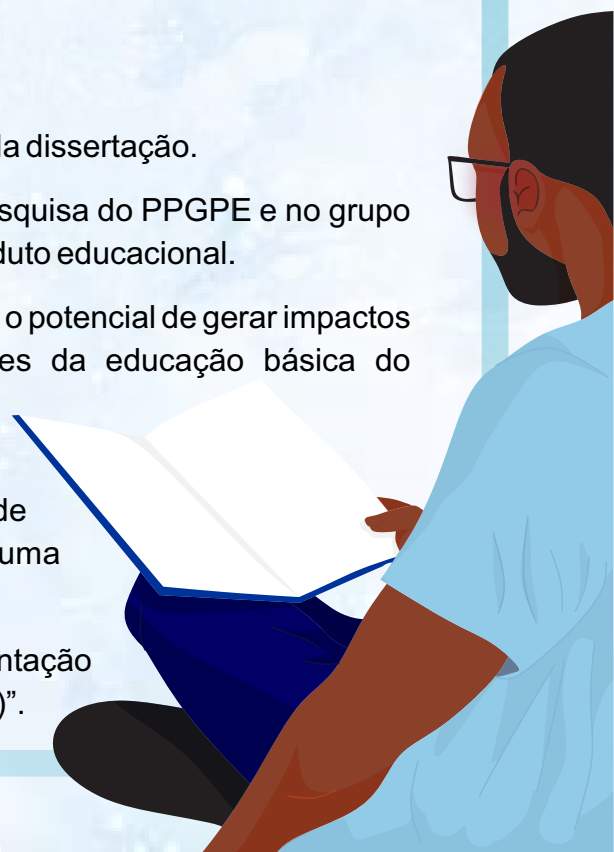 da dissertação.
squisa do PPGPE e no grupo
duto educacional.
o potencial de gerar impactos
es da educação básica do
de
uma
ntação
)”.